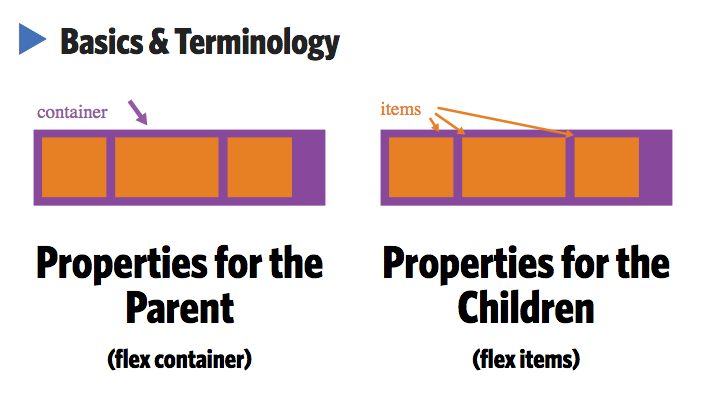 Basics & Terminology
container
items
Properties for the
Parent
(flex container)
Properties for the
Children
(flex items)